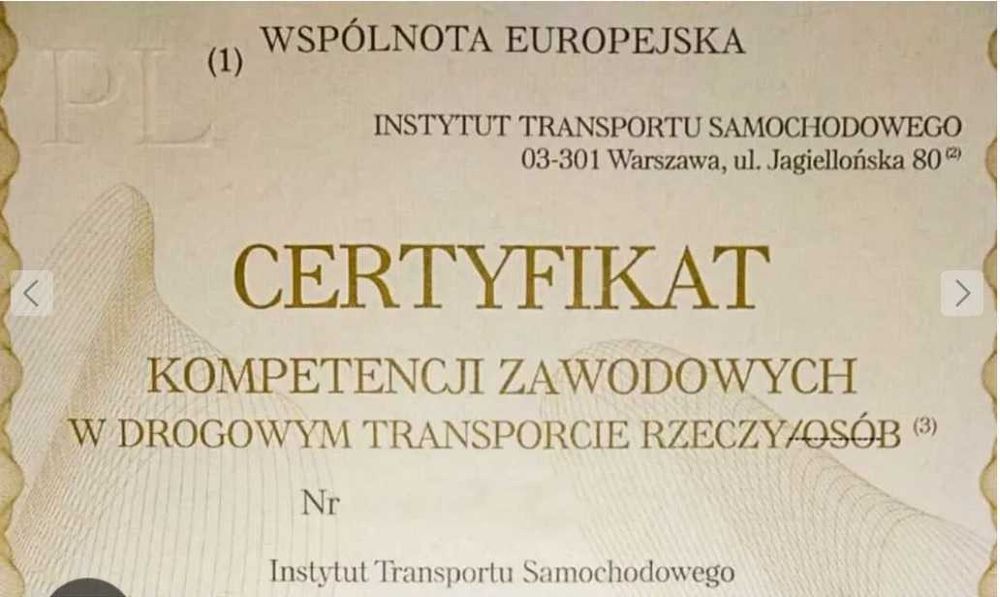 PL
WSPÓLNOTA EUROPEJSKA
(1)
INSTYTUT TRANSPORTU SAMOCHODOWEGO
03-301 Warszawa, ul. Jagiellońska 80 (2)
CERTYFIKAT
KOMPETENCJI ZAWODOWYCH
W DROGOWYM TRANSPORCIE RZECZY/OSÓB (3)
Nr
Instytut Transportu Samochodowego